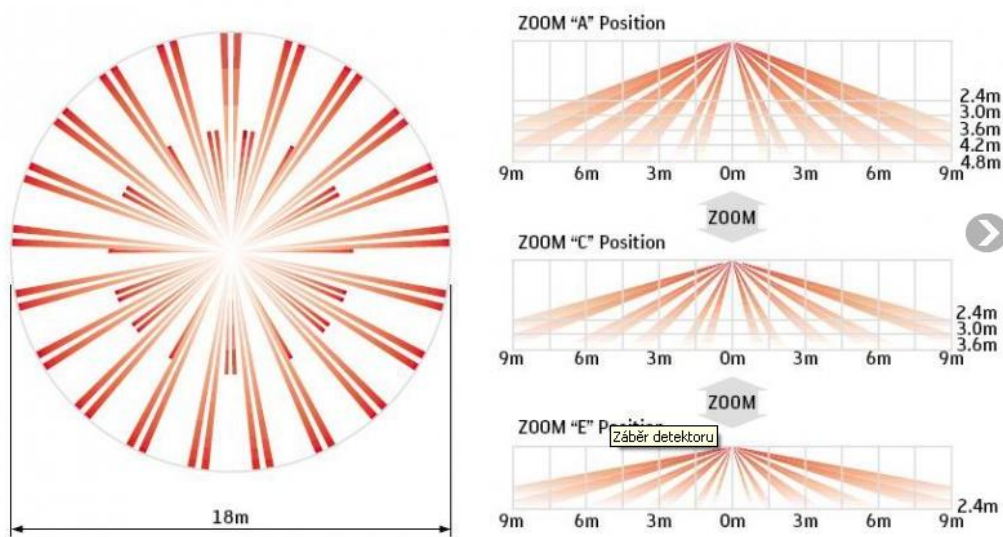 18m
ZOOM “A” Position
2.4m
3.0m
3.6m
4.2m
4.8m
9m 6m 3m 0m 3m 6m 9m
ZOOM
ZOOM “C” Position
2.4m
3.0m
3.6m
9m 6m 3m 0m 3m 6m 9m
ZOOM
ZOOM “E” Position
Záběr detektoru
2.4m
9m 6m 3m 0m 3m 6m 9m